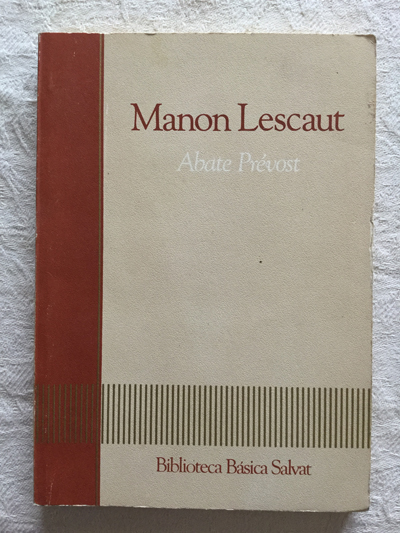 Manon Lescaut
Abate Prévost
Biblioteca Básica Salvat